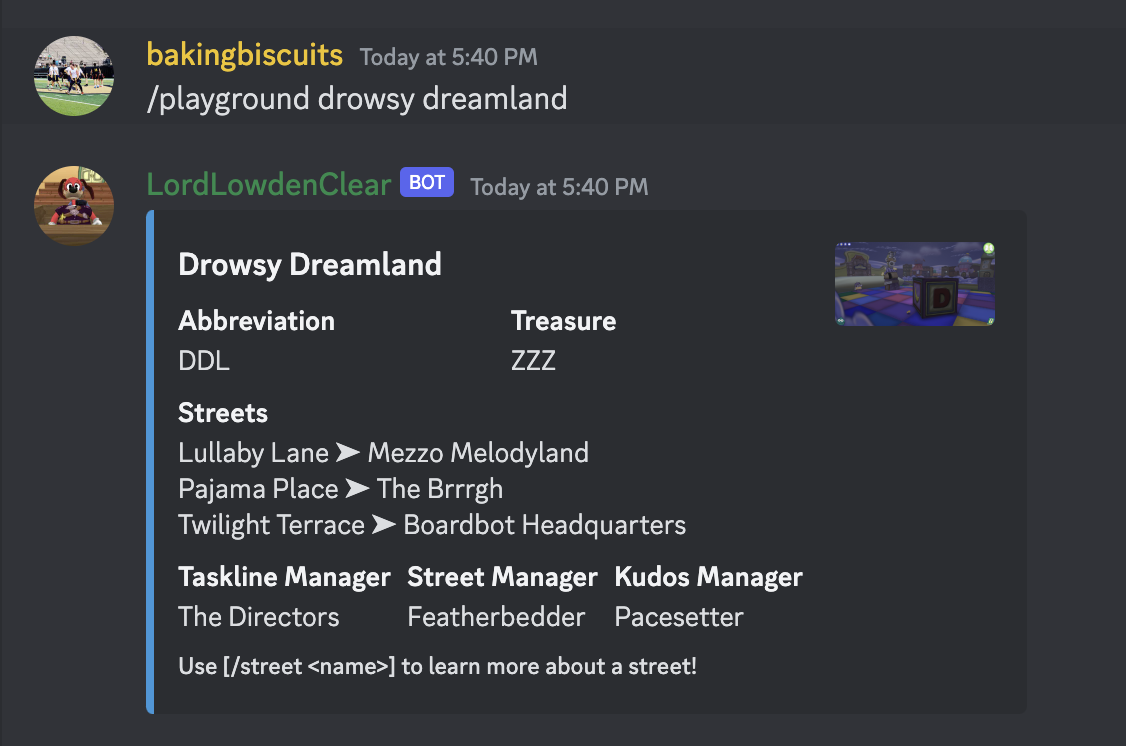 bakingbiscuits Today at 5:40 PM
/playground drowsy dreamland
LordLowdenClear BOT Today at 5:40 PM
Drowsy Dreamland
Abbreviation Treasure
DDL ZZZ
Streets
Lullaby Lane ➤ Mezzo Melodyland
Pajama Place ➤ The Brrrgh
Twilight Terrace ➤ Boardbot Headquarters
Taskline Manager Street Manager Kudos Manager
The Directors Featherbedder Pacesetter
Use [/street <name>] to learn more about a street!
D